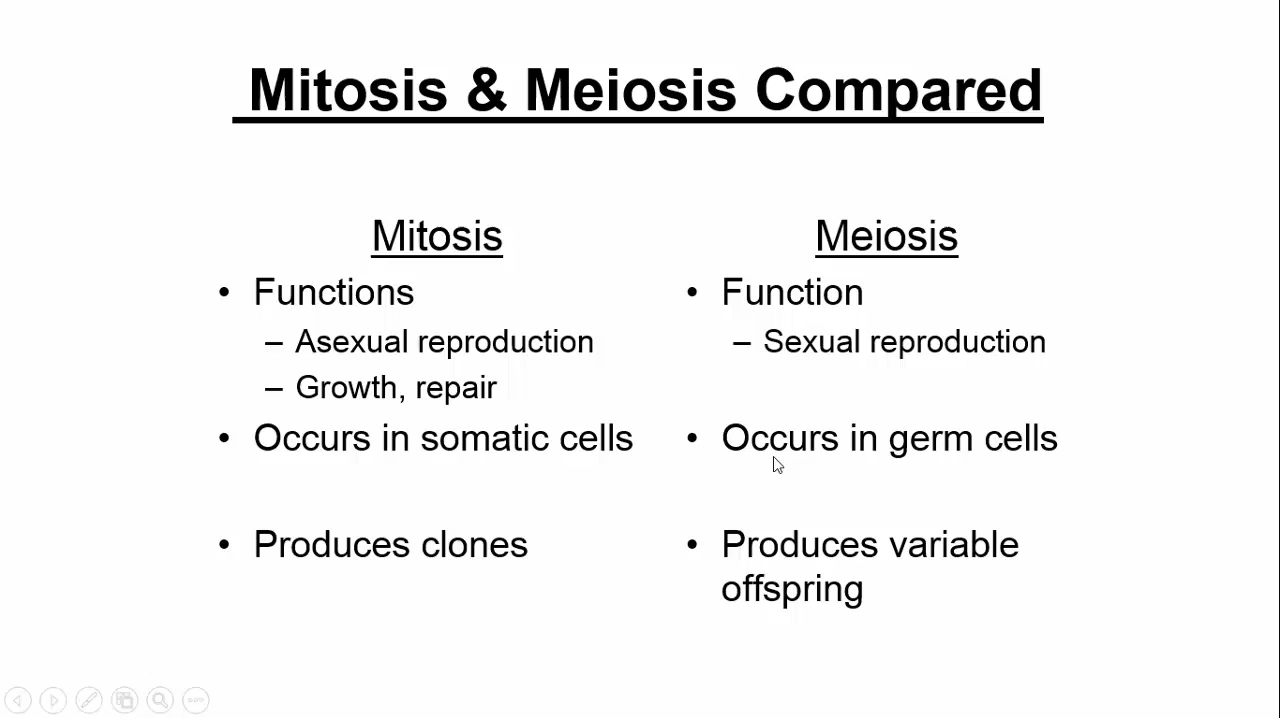 Mitosis & Meiosis Compared
Mitosis
• Functions
– Asexual reproduction
– Growth, repair
• Occurs in somatic cells
• Produces clones
Meiosis
• Function
– Sexual reproduction
• Occurs in germ cells
• Produces variable
offspring